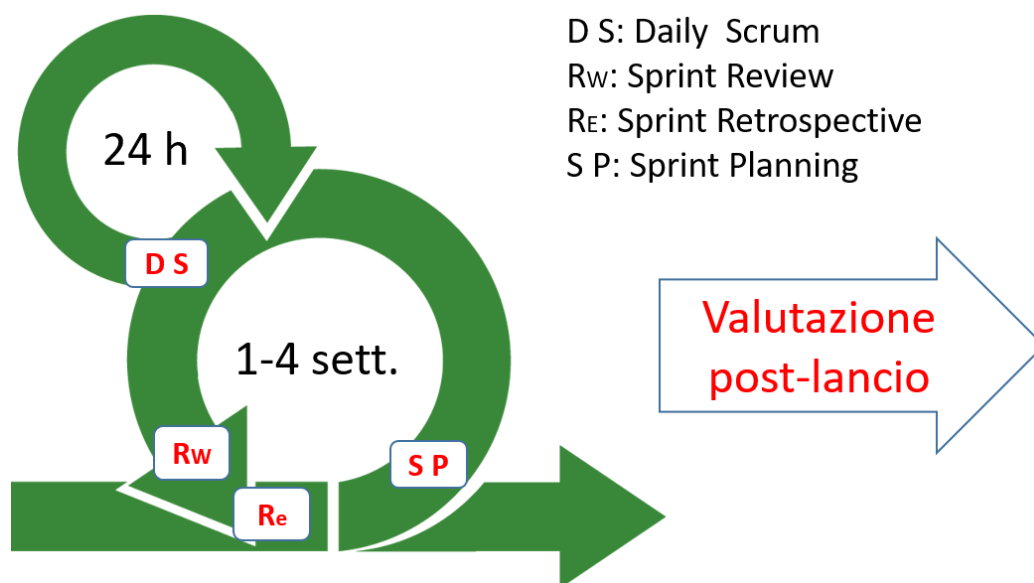 D S: Daily Scrum
RW: Sprint Review
RE: Sprint Retrospective
S P: Sprint Planning
24 h
D S
1-4 sett.
RW
S P
Re
Valutazione
post-lancio